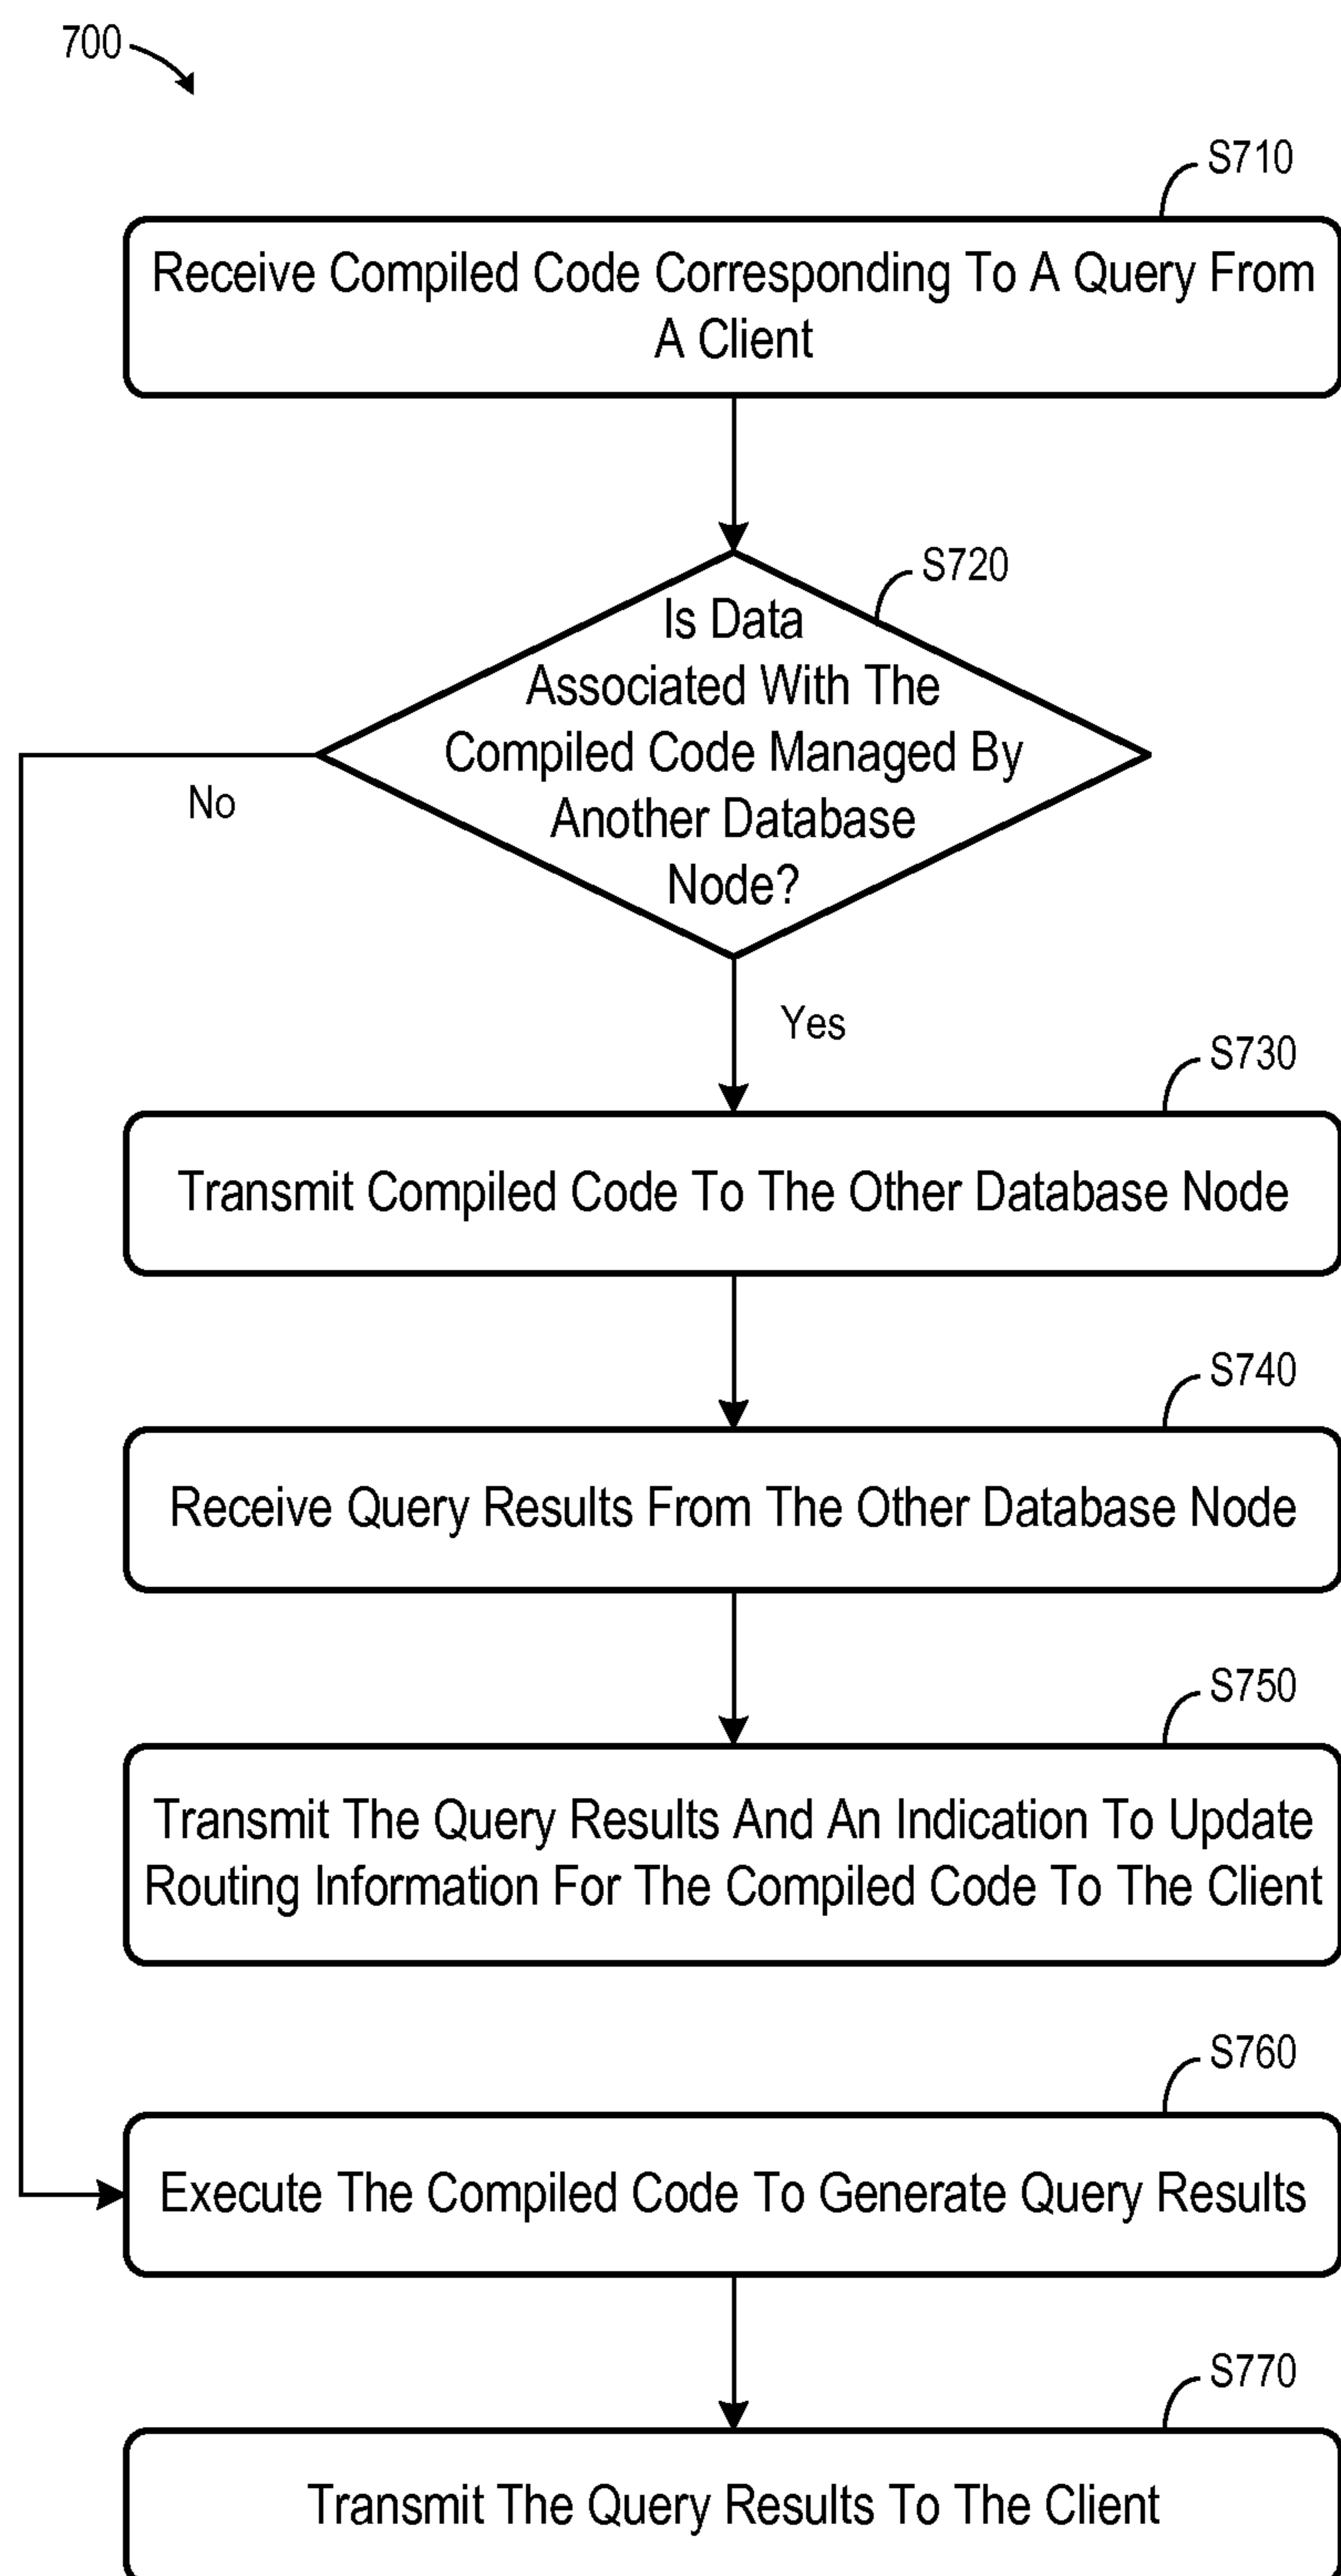 700
S710
Receive Compiled Code Corresponding To A Query From
A Client
S720
Is Data
Associated With The
Compiled Code Managed By
Another Database
Node?
No
Yes
S730
Transmit Compiled Code To The Other Database Node
S740
Receive Query Results From The Other Database Node
S750
Transmit The Query Results And An Indication To Update
Routing Information For The Compiled Code To The Client
S760
Execute The Compiled Code To Generate Query Results
S770
Transmit The Query Results To The Client